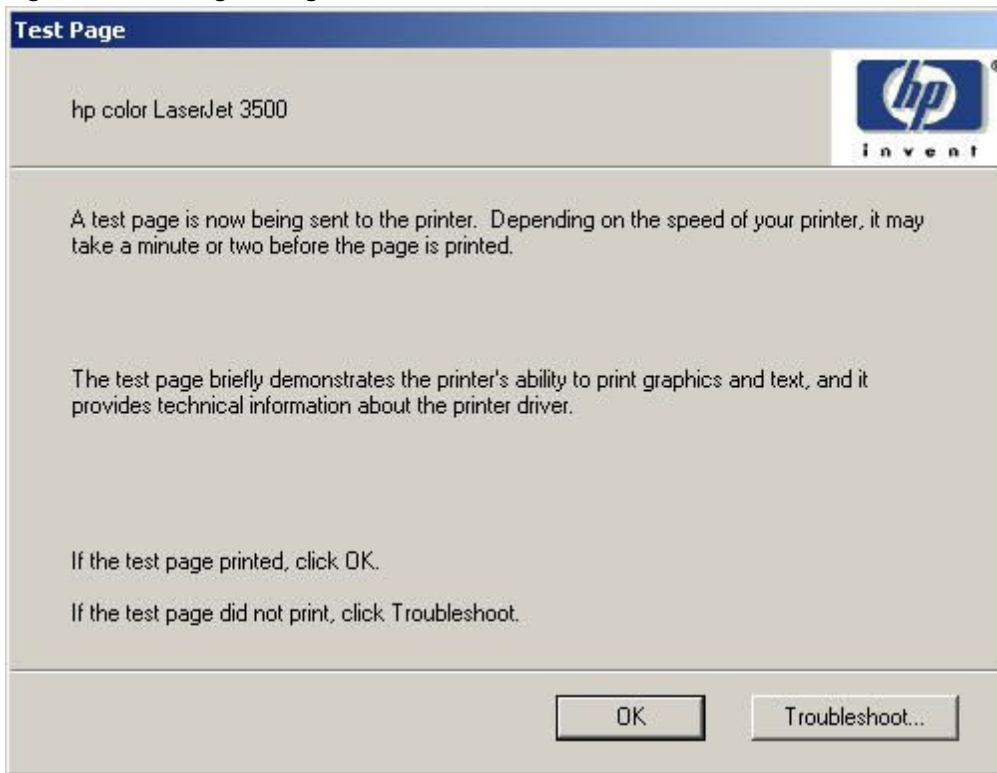 Test Page
hp color LaserJet 3500
hp
®
invent
A test page is now being sent to the printer. Depending on the speed of your printer, it may
take a minute or two before the page is printed.
The test page briefly demonstrates the printer's ability to print graphics and text, and it
provides technical information about the printer driver.
If the test page printed, click OK.
If the test page did not print, click Troubleshoot.
OK
Troubleshoot...